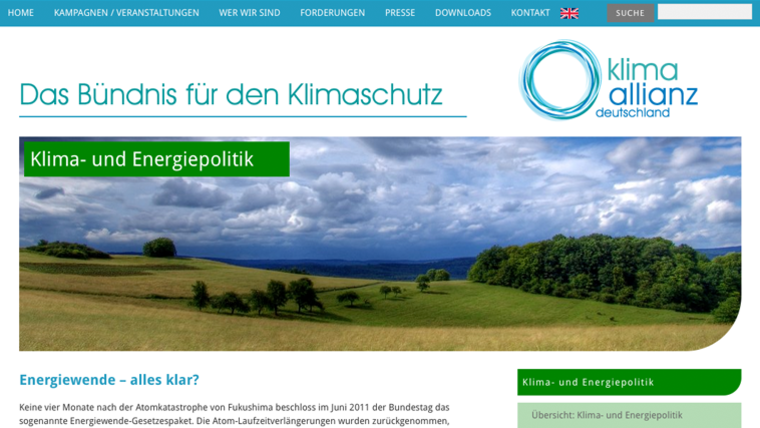 HOME KAMPAGNEN / VERANSTALTUNGEN WER WIR SIND FORDERUNGEN PRESSE DOWNLOADS KONTAKT SUCHE
Das Bündnis für den Klimaschutz
klima
allianz
deutschland
Klima- und Energiepolitik
Energiewende – alles klar?
Keine vier Monate nach der Atomkatastrophe von Fukushima beschloss im Juni 2011 der Bundestag das
sogenannte Energiewende-Gesetzespaket. Die Atom-Laufzeitverlängerungen wurden zurückgenommen,
Klima- und Energiepolitik
Übersicht: Klima- und Energiepolitik